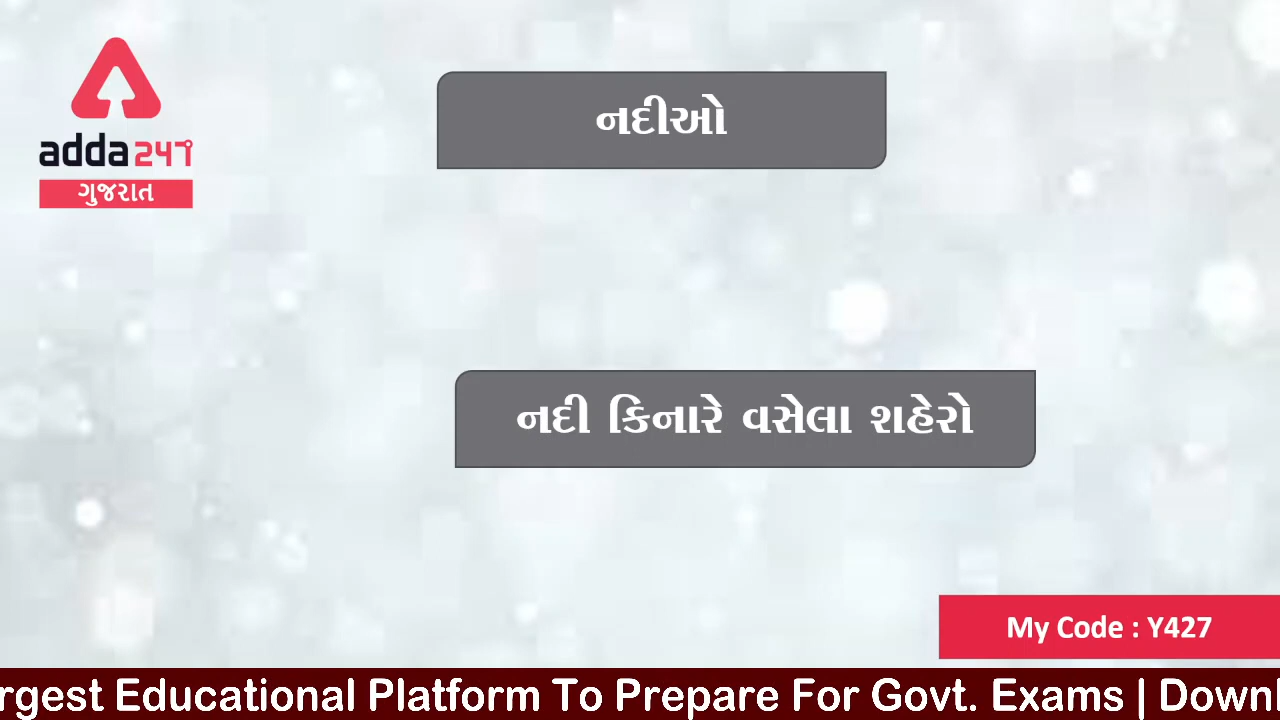 adda247
ગુજરાત
નદીઓ
નદી કિનારે વસેલા શહેરો
My Code : Y427
rgest Educational Platform To Prepare For Govt. Exams | Downl